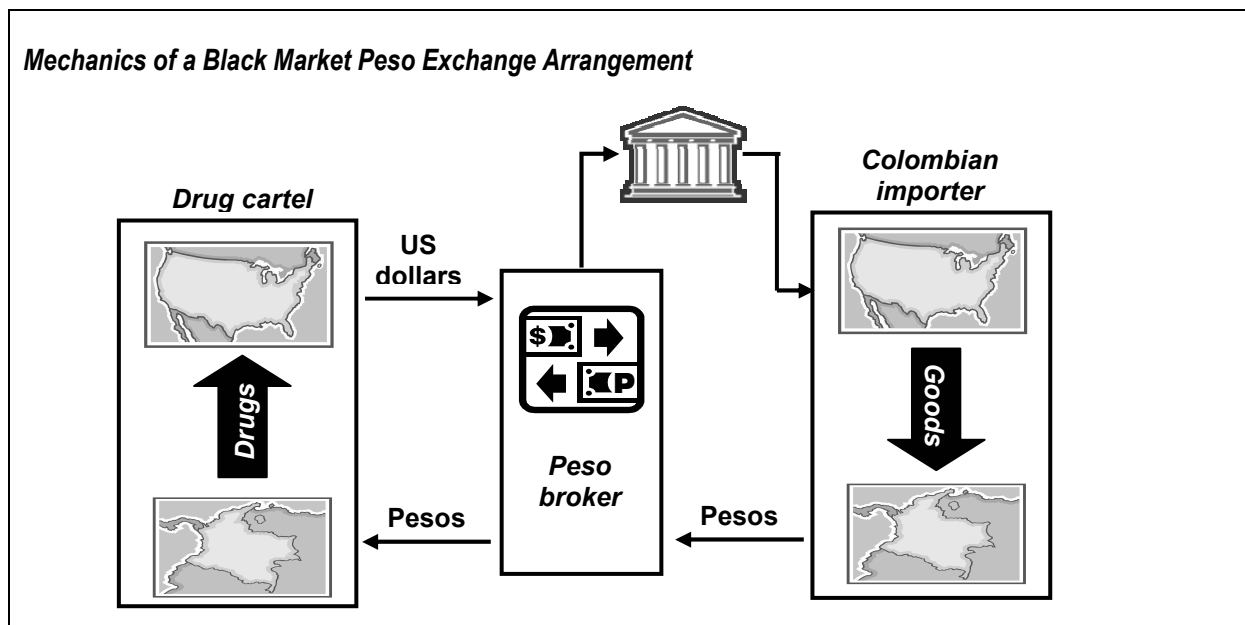 Mechanics of a Black Market Peso Exchange Arrangement
Drug cartel
Colombian
importer
US
dollars
$
P
Drugs
Goods
Peso
broker
Pesos
Pesos